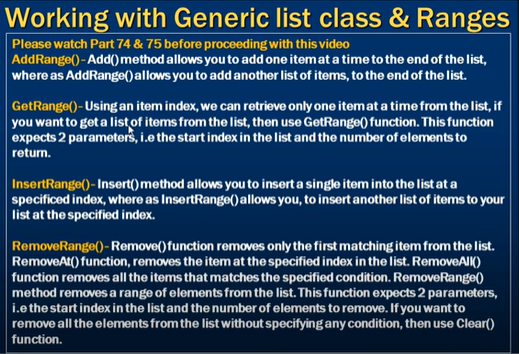 Working with Generic list class & Ranges
Please watch Part 74 & 75 before proceeding with this video
AddRange() - Add() method allows you to add one item at a time to the end of the list,
where as AddRange() allows you to add another list of items, to the end of the list.
GetRange() - Using an item index, we can retrieve only one item at a time from the list, if
you want to get a list of items from the list, then use GetRange() function. This function
expects 2 parameters, i.e the start index in the list and the number of elements to
return.
InsertRange() - Insert() method allows you to insert a single item into the list at a
specificed index, where as InsertRange() allows you, to insert another list of items to your
list at the specified index.
RemoveRange() - Remove() function removes only the first matching item from the list.
RemoveAt() function, removes the item at the specified index in the list. RemoveAll()
function removes all the items that matches the specified condition. RemoveRange()
method removes a range of elements from the list. This function expects 2 parameters,
i.e the start index in the list and the number of elements to remove. If you want to
remove all the elements from the list without specifying any condition, then use Clear()
function.